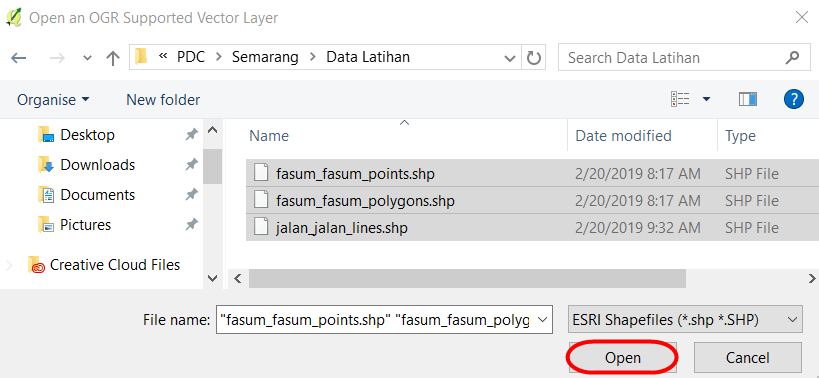 Open an OGR Supported Vector Layer
« PDC > Semarang > Data Latihan
Search Data Latihan
Organise
New folder
?
Desktop
Downloads
Documents
Pictures
Creative Cloud Files
Name Date modified Type
fasum_fasum_points.shp 2/20/2019 8:17 AM SHP File
fasum_fasum_polygons.shp 2/20/2019 8:17 AM SHP File
jalan_jalan_lines.shp 2/20/2019 9:32 AM SHP File
File name: "fasum_fasum_points.shp" "fasum_fasum_polyg
ESRI Shapefiles (*.shp *.SHP)
Open
Cancel